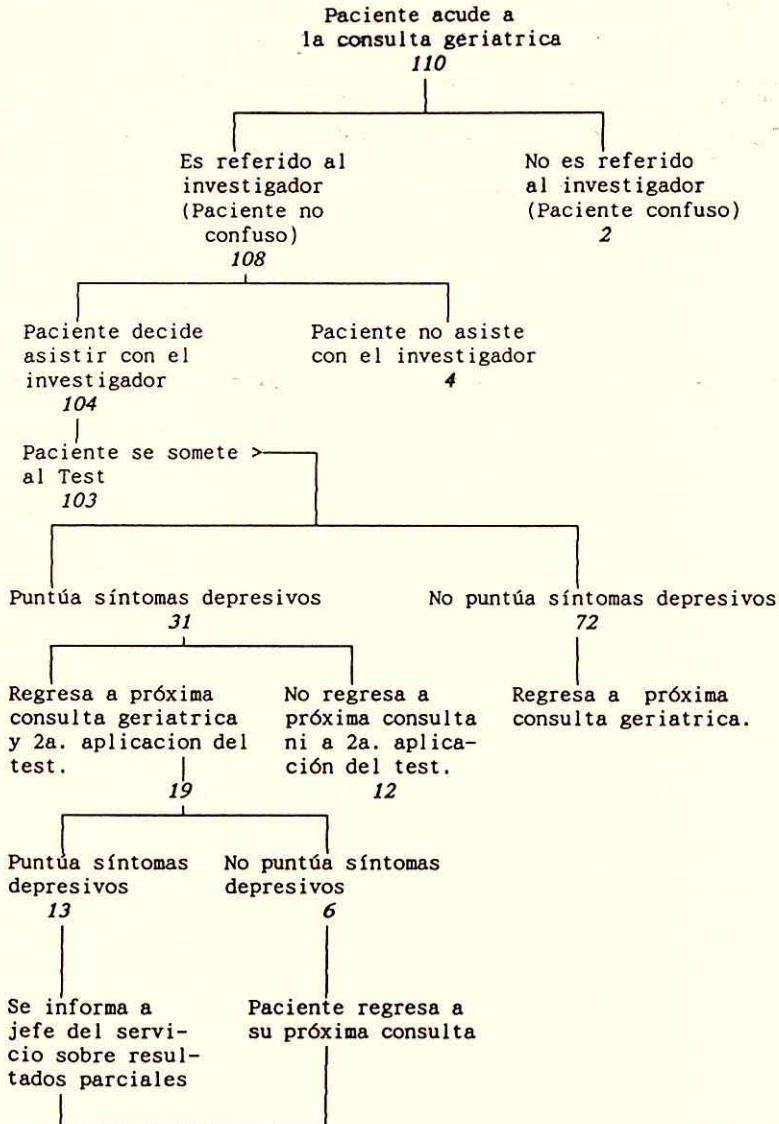 Paciente acude a
la consulta geriatrica
110
Es referido al
investigador
(Paciente no
confuso)
108
No es referido
al investigador
(Paciente confuso)
2
Paciente decide
asistir con el
investigador
104
Paciente no asiste
con el investigador
4
Paciente se somete >
al Test
103
Puntúa síntomas depresivos
31
No puntúa síntomas depresivos
72
Regresa a próxima
consulta geriatrica
y 2a. aplicacion del
test.
19
No regresa a
próxima consulta
ni a 2a. aplica-
ción del test.
12
Regresa a próxima
consulta geriatrica.
Puntúa síntomas
depresivos
13
No puntúa síntomas
depresivos
6
Se informa a
jefe del servi-
cio sobre resul-
tados parciales
Paciente regresa a
su próxima consulta